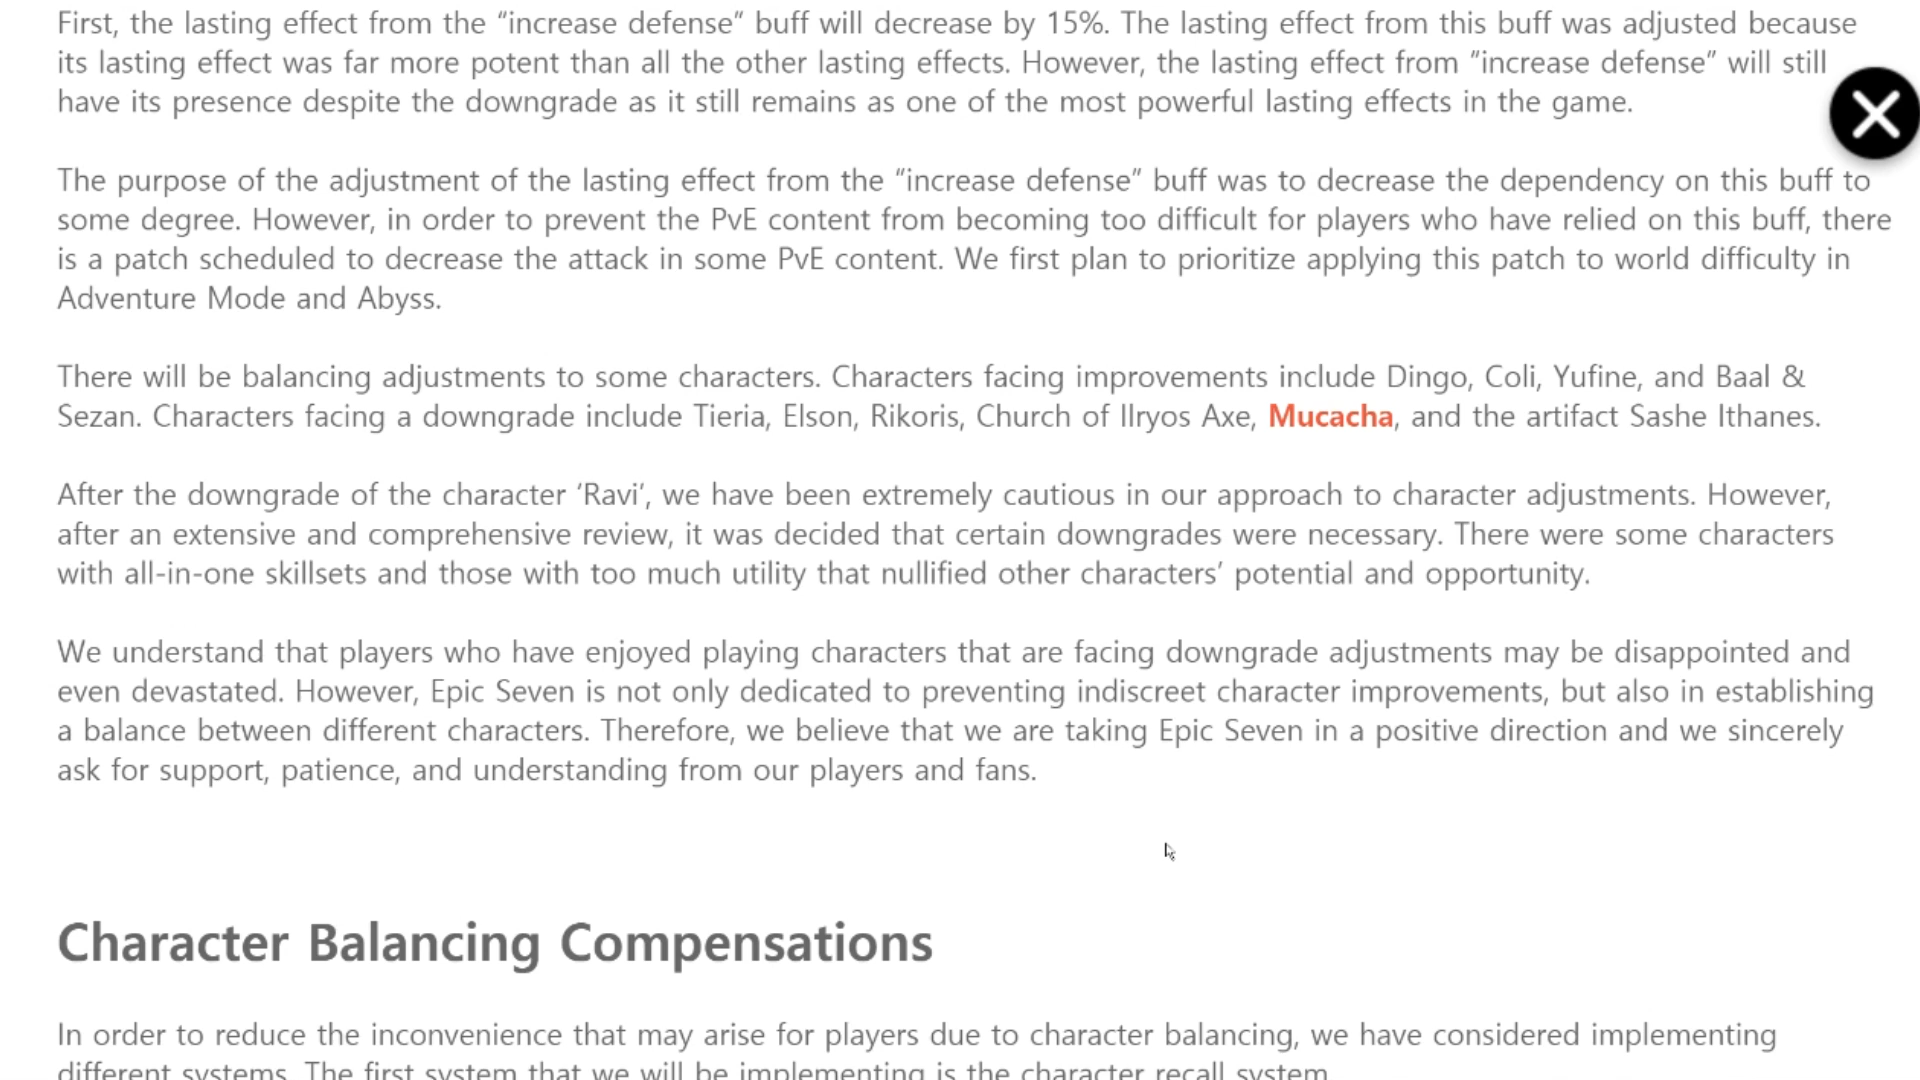 First, the lasting effect from the “increase defense” buff will decrease by 15%. The lasting effect from this buff was adjusted because
its lasting effect was far more potent than all the other lasting effects. However, the lasting effect from “increase defense” will still
have its presence despite the downgrade as it still remains as one of the most powerful lasting effects in the game.
The purpose of the adjustment of the lasting effect from the “increase defense” buff was to decrease the dependency on this buff to
some degree. However, in order to prevent the PvE content from becoming too difficult for players who have relied on this buff, there
is a patch scheduled to decrease the attack in some PvE content. We first plan to prioritize applying this patch to world difficulty in
Adventure Mode and Abyss.
There will be balancing adjustments to some characters. Characters facing improvements include Dingo, Coli, Yufine, and Baal &
Sezan. Characters facing a downgrade include Tieria, Elson, Rikoris, Church of Ilryos Axe, Mucacha, and the artifact Sashe Ithanes.
After the downgrade of the character ‘Ravi’, we have been extremely cautious in our approach to character adjustments. However,
after an extensive and comprehensive review, it was decided that certain downgrades were necessary. There were some characters
with all-in-one skillsets and those with too much utility that nullified other characters’ potential and opportunity.
We understand that players who have enjoyed playing characters that are facing downgrade adjustments may be disappointed and
even devastated. However, Epic Seven is not only dedicated to preventing indiscreet character improvements, but also in establishing
a balance between different characters. Therefore, we believe that we are taking Epic Seven in a positive direction and we sincerely
ask for support, patience, and understanding from our players and fans.
Character Balancing Compensations
In order to reduce the inconvenience that may arise for players due to character balancing, we have considered implementing
different systems. The first system that we will be implementing is the character recall system.